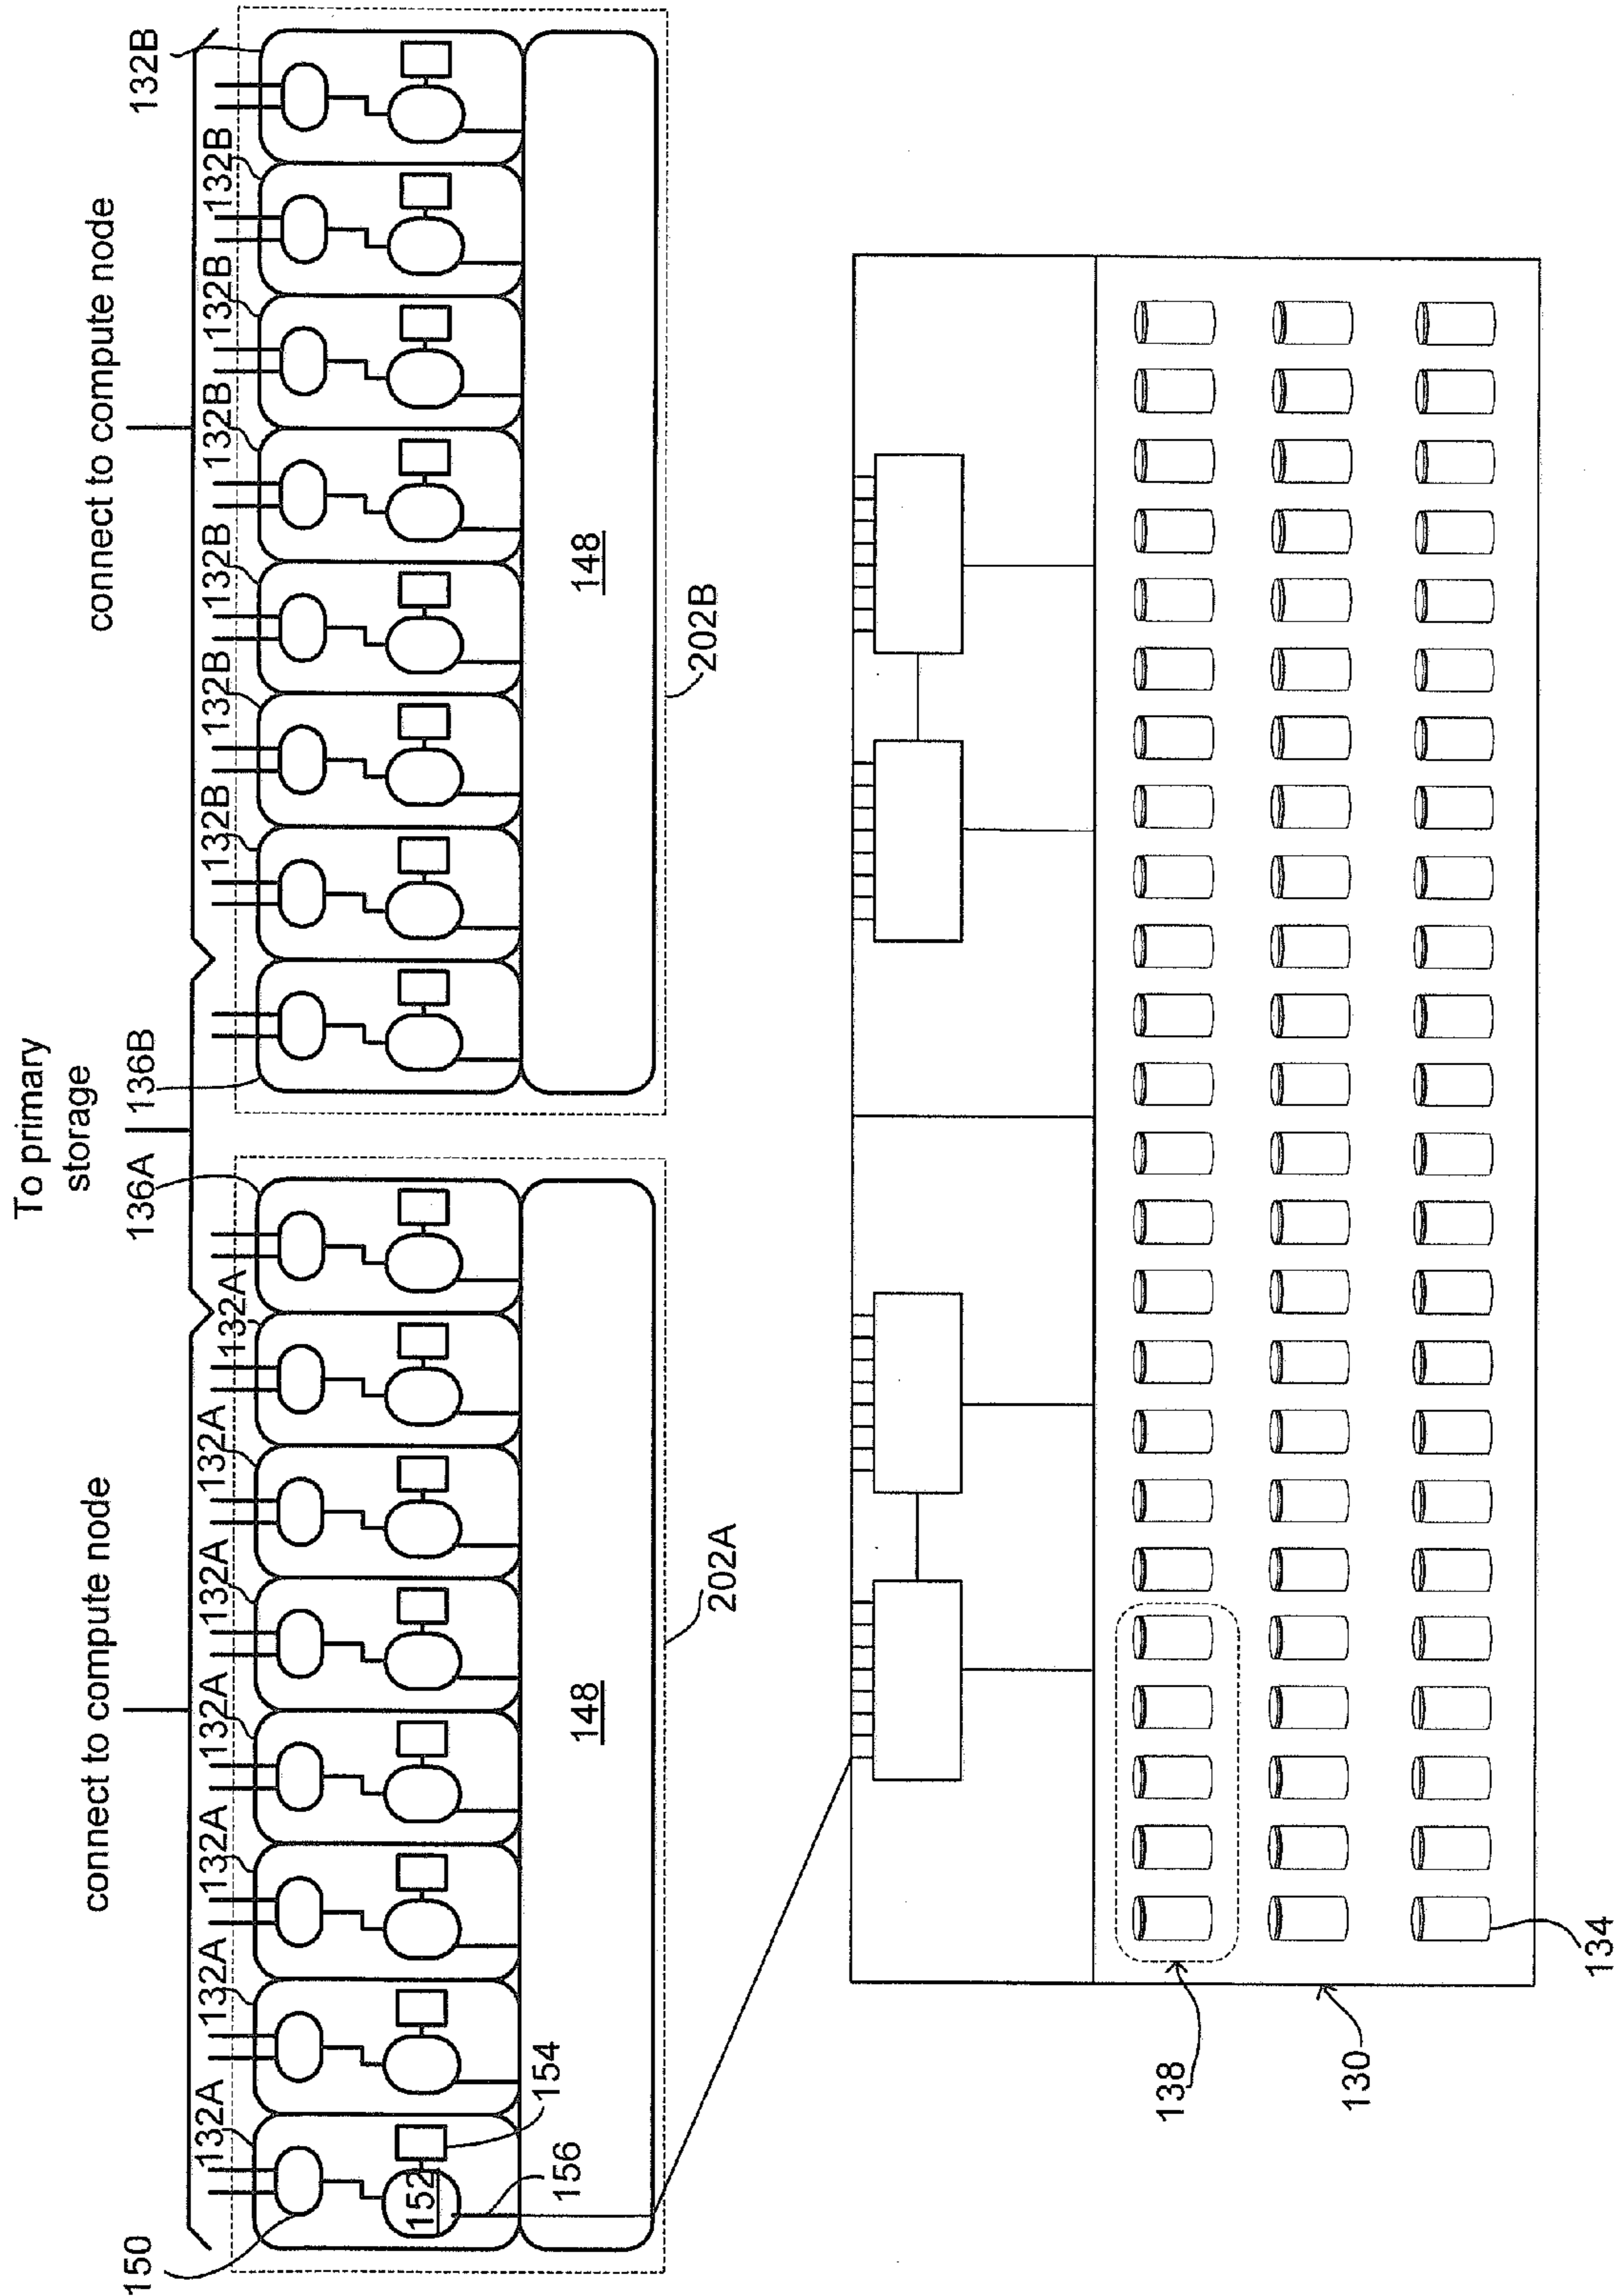 To primary
storage
connect to compute node
connect to compute node
150
132A
132A
132A
132A
132A
132A
132A
136A
136B
132B
132B
132B
132B
132B
132B
132B
152
154
156
148
148
202A
202B
138
130
134